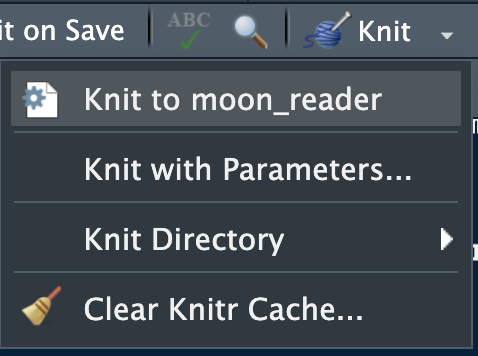 it on Save ABC Knit
Knit to moon_reader
Knit with Parameters...
Knit Directory
Clear Knitr Cache...